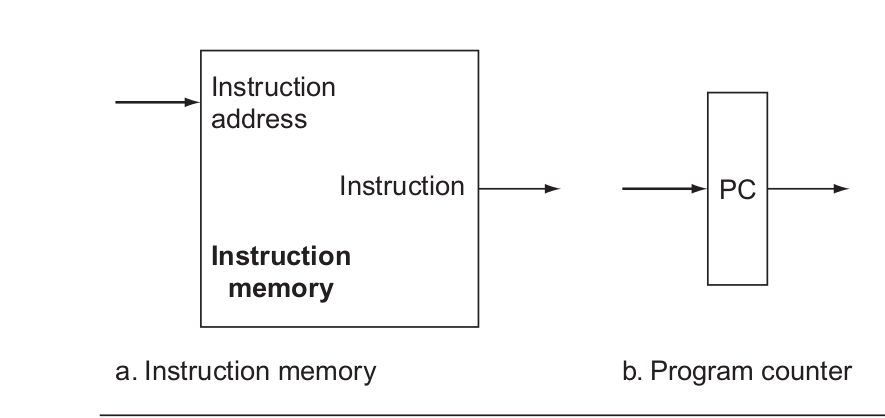 Instruction
address
Instruction
Instruction
memory
PC
a. Instruction memory
b. Program counter